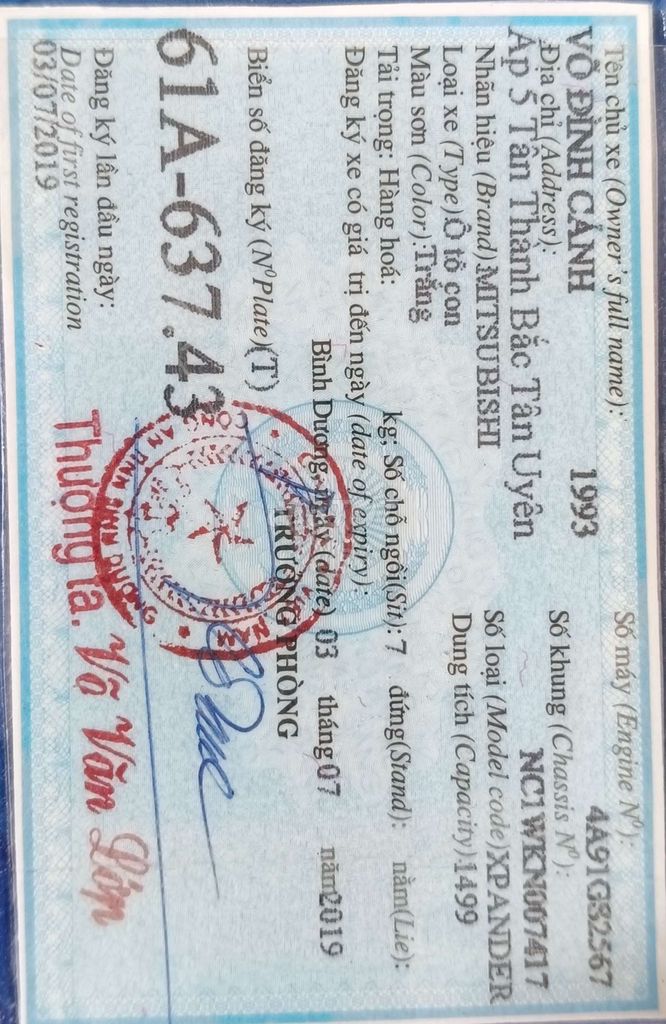 Tên chủ xe (Owner's full name): Số máy (Engine Nº):
VÕ ĐÌNH CẢNH 1993 4A91G82567
Địa chỉ (Address): Số khung (Chassis Nº):
Ấp 5 Tân Thành Bắc Tân Uyên NC1WKN007417
Nhãn hiệu (Brand) MITSUBISHI Số loại (Model code) XPANDER
Loại xe (Type) Ô tô con Dung tích (Capacity) 1499
Màu sơn (Color): Trắng
Tải trọng: Hàng hoá: kg; Số chỗ ngồi(Sit): 7 đứng(Stand): nằm(Lie):
Đăng ký xe có giá trị đến ngày (date of expiry):
Bình Dương, ngày (date) 03 tháng 07 năm 2019
Biển số đăng ký (Nº Plate) (T) TRƯỞNG PHÒNG
61A-637.43
Đăng ký lần đầu ngày:
Date of first registration
03/07/2019
Thượng tá. Võ Văn Lớn